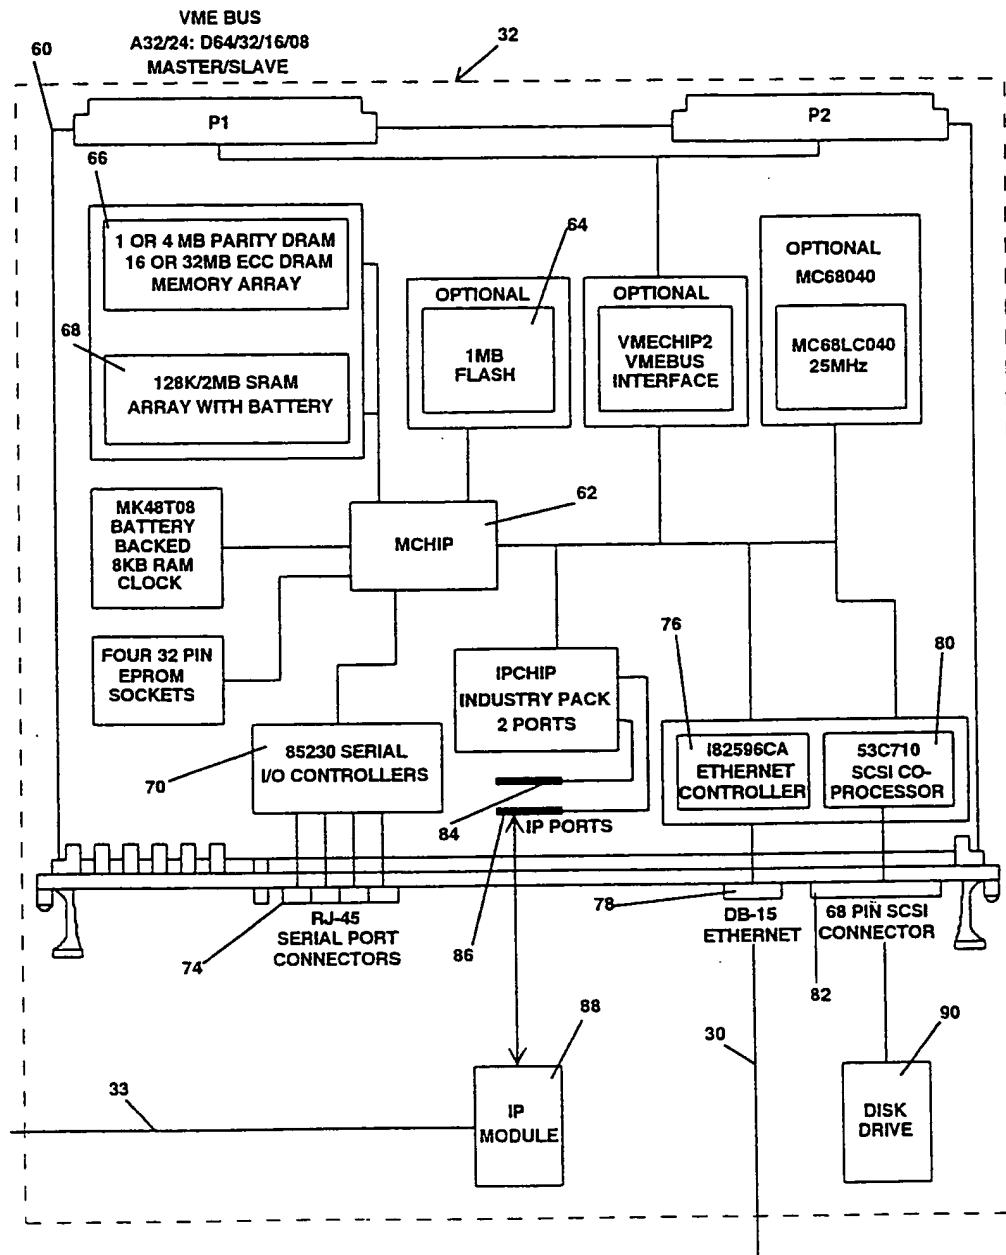 VME BUS
A32/24: D64/32/16/08
MASTER/SLAVE
60
32
P1
P2
66
1 OR 4 MB PARITY DRAM
16 OR 32MB ECC DRAM
MEMORY ARRAY
68
128K/2MB SRAM
ARRAY WITH BATTERY
64
OPTIONAL
1MB
FLASH
OPTIONAL
VMECHIP2
VMEBUS
INTERFACE
OPTIONAL
MC68040
MC68LC040
25MHz
MK48T08
BATTERY
BACKED
8KB RAM
CLOCK
MCHIP
62
FOUR 32 PIN
EPROM
SOCKETS
IPCHIP
INDUSTRY PACK
2 PORTS
76
80
70
85230 SERIAL
I/O CONTROLLERS
I82596CA
ETHERNET
CONTROLLER
53C710
SCSI CO-
PROCESSOR
84
IP PORTS
74
RJ-45
SERIAL PORT
CONNECTORS
86
78
DB-15
ETHERNET
68 PIN SCSI
CONNECTOR
82
88
30
90
33
IP
MODULE
DISK
DRIVE